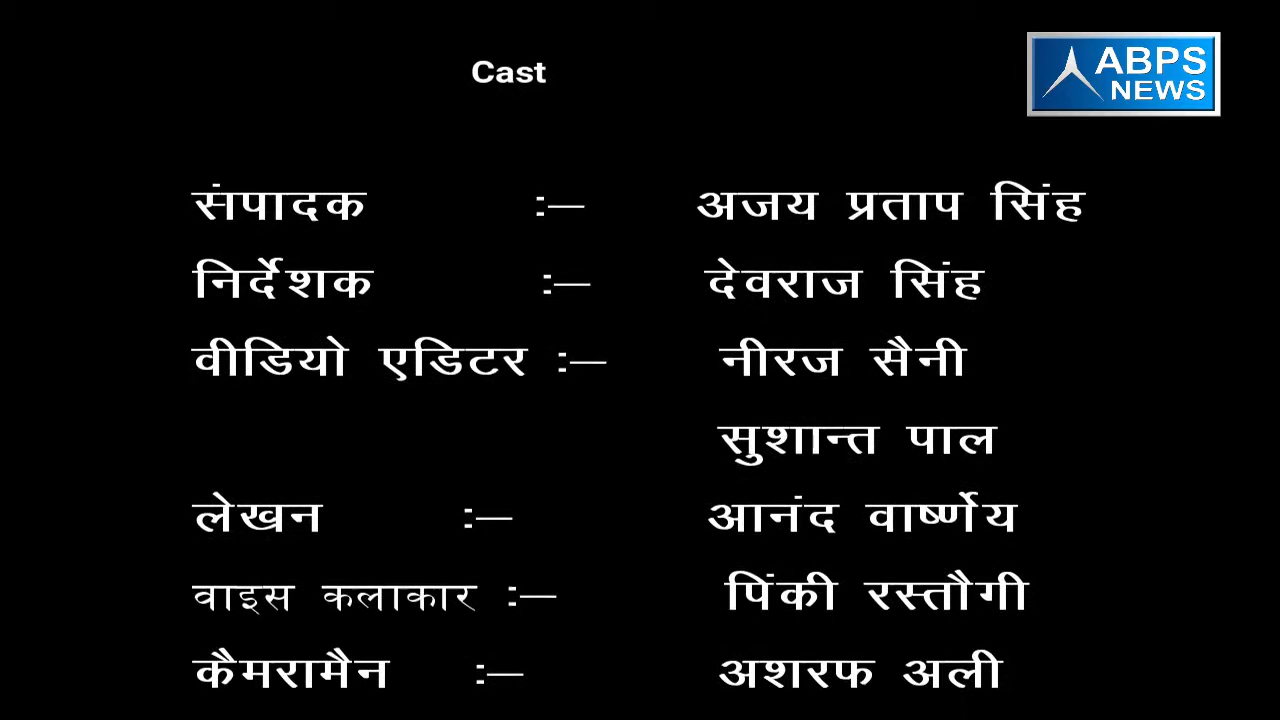 Cast
ABPS
NEWS
संपादक :— अजय प्रताप सिंह
निर्देशक :— देवराज सिंह
वीडियो एडिटर :— नीरज सैनी
सुशान्त पाल
लेखन :— आनंद वार्ष्णेय
वाइस कलाकार :— पिंकी रस्तौगी
कैमरामैन :— अशरफ अली